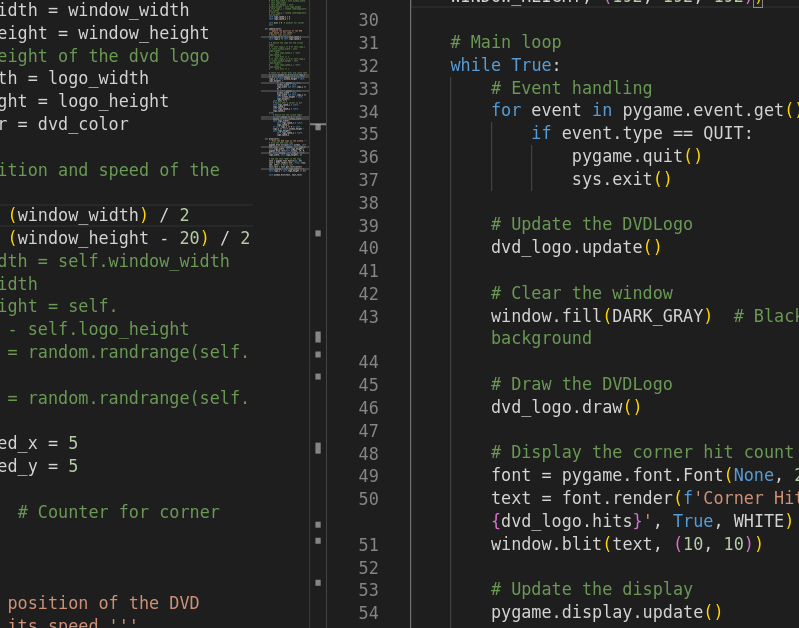 idth = window_width
eight = window_height
eight of the dvd logo
th = logo_width
ght = logo_height
r = dvd_color
ition and speed of the
(window_width) / 2
(window_height - 20) / 2
dth = self.window_width
idth
ight = self.
- self.logo_height
= random.randrange(self.
= random.randrange(self.
ed_x = 5
ed_y = 5
# Counter for corner
position of the DVD
its speed '''
30
31 # Main loop
32 while True:
33 # Event handling
34 for event in pygame.event.get()
35 if event.type == QUIT:
36 pygame.quit()
37 sys.exit()
38
39 # Update the DVDLogo
40 dvd_logo.update()
41
42 # Clear the window
43 window.fill(DARK_GRAY)  # Black
background
44
45 # Draw the DVDLogo
46 dvd_logo.draw()
47
48 # Display the corner hit count
49 font = pygame.font.Font(None, 2
50 text = font.render(f'Corner Hit
{dvd_logo.hits}', True, WHITE)
51 window.blit(text, (10, 10))
52
53 # Update the display
54 pygame.display.update()